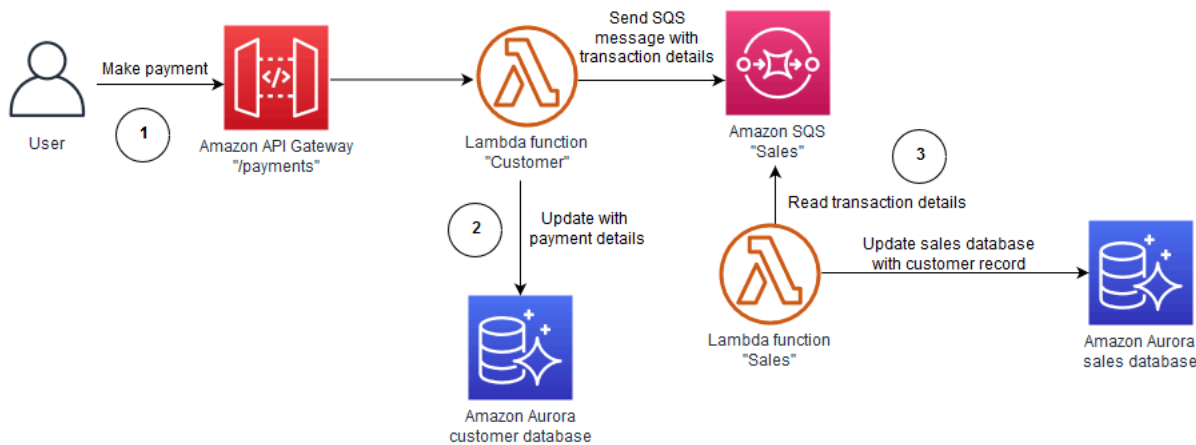 Make payment
1
User
</>
Amazon API Gateway
"/payments"
Lambda function
"Customer"
Send SQS
message with
transaction details
Amazon SQS
"Sales"
2
Update with
payment details
Amazon Aurora
customer database
3
Read transaction details
Lambda function
"Sales"
Update sales database
with customer record
Amazon Aurora
sales database